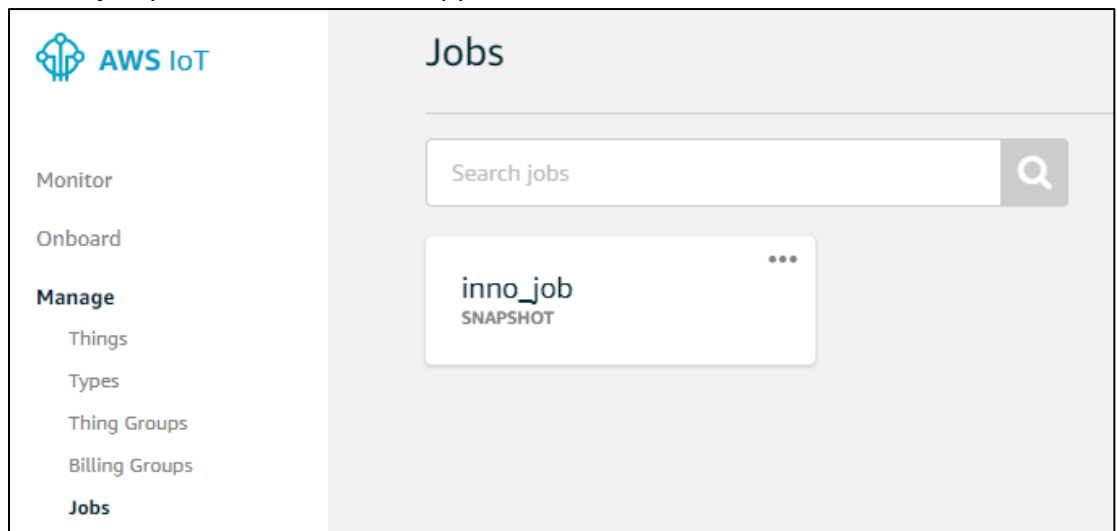 AWS IoT
Jobs
Search jobs
Monitor
Onboard
inno_job
SNAPSHOT
Manage
Things
Types
Thing Groups
Billing Groups
Jobs